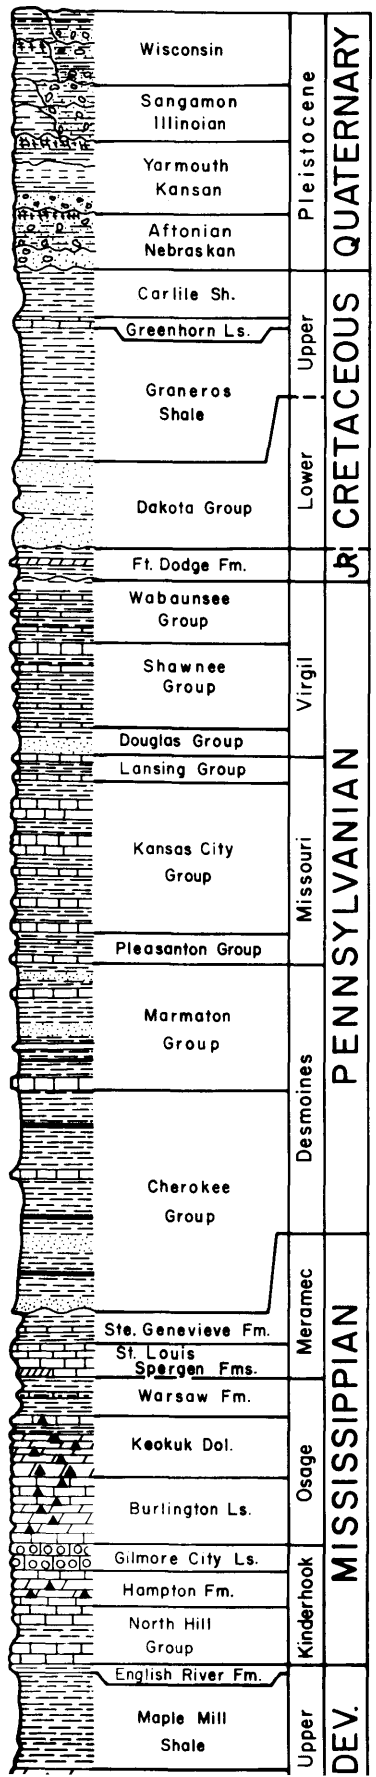 Wisconsin
Sangamon
Illinoian
Yarmouth
Kansan
Aftonian
Nebraskan
Pleistocene
QUATERNARY
Carlile Sh.
Greenhorn Ls.
Graneros
Shale
Dakota Group
Upper
Lower
CRETACEOUS
Ft. Dodge Fm.
JR
Wabaunsee
Group
Shawnee
Group
Douglas Group
Virgil
Lansing Group
Kansas City
Group
Pleasanton Group
Missouri
Marmaton
Group
Cherokee
Group
Desmoines
PENNSYLVANIAN
Ste. Genevieve Fm.
St. Louis
Spergen Fms.
Meramec
Warsaw Fm.
Keokuk Dol.
Burlington Ls.
Osage
Gilmore City Ls.
Hampton Fm.
North Hill
Group
Kinderhook
MISSISSIPPIAN
English River Fm.
Maple Mill
Shale
Upper
DEV.